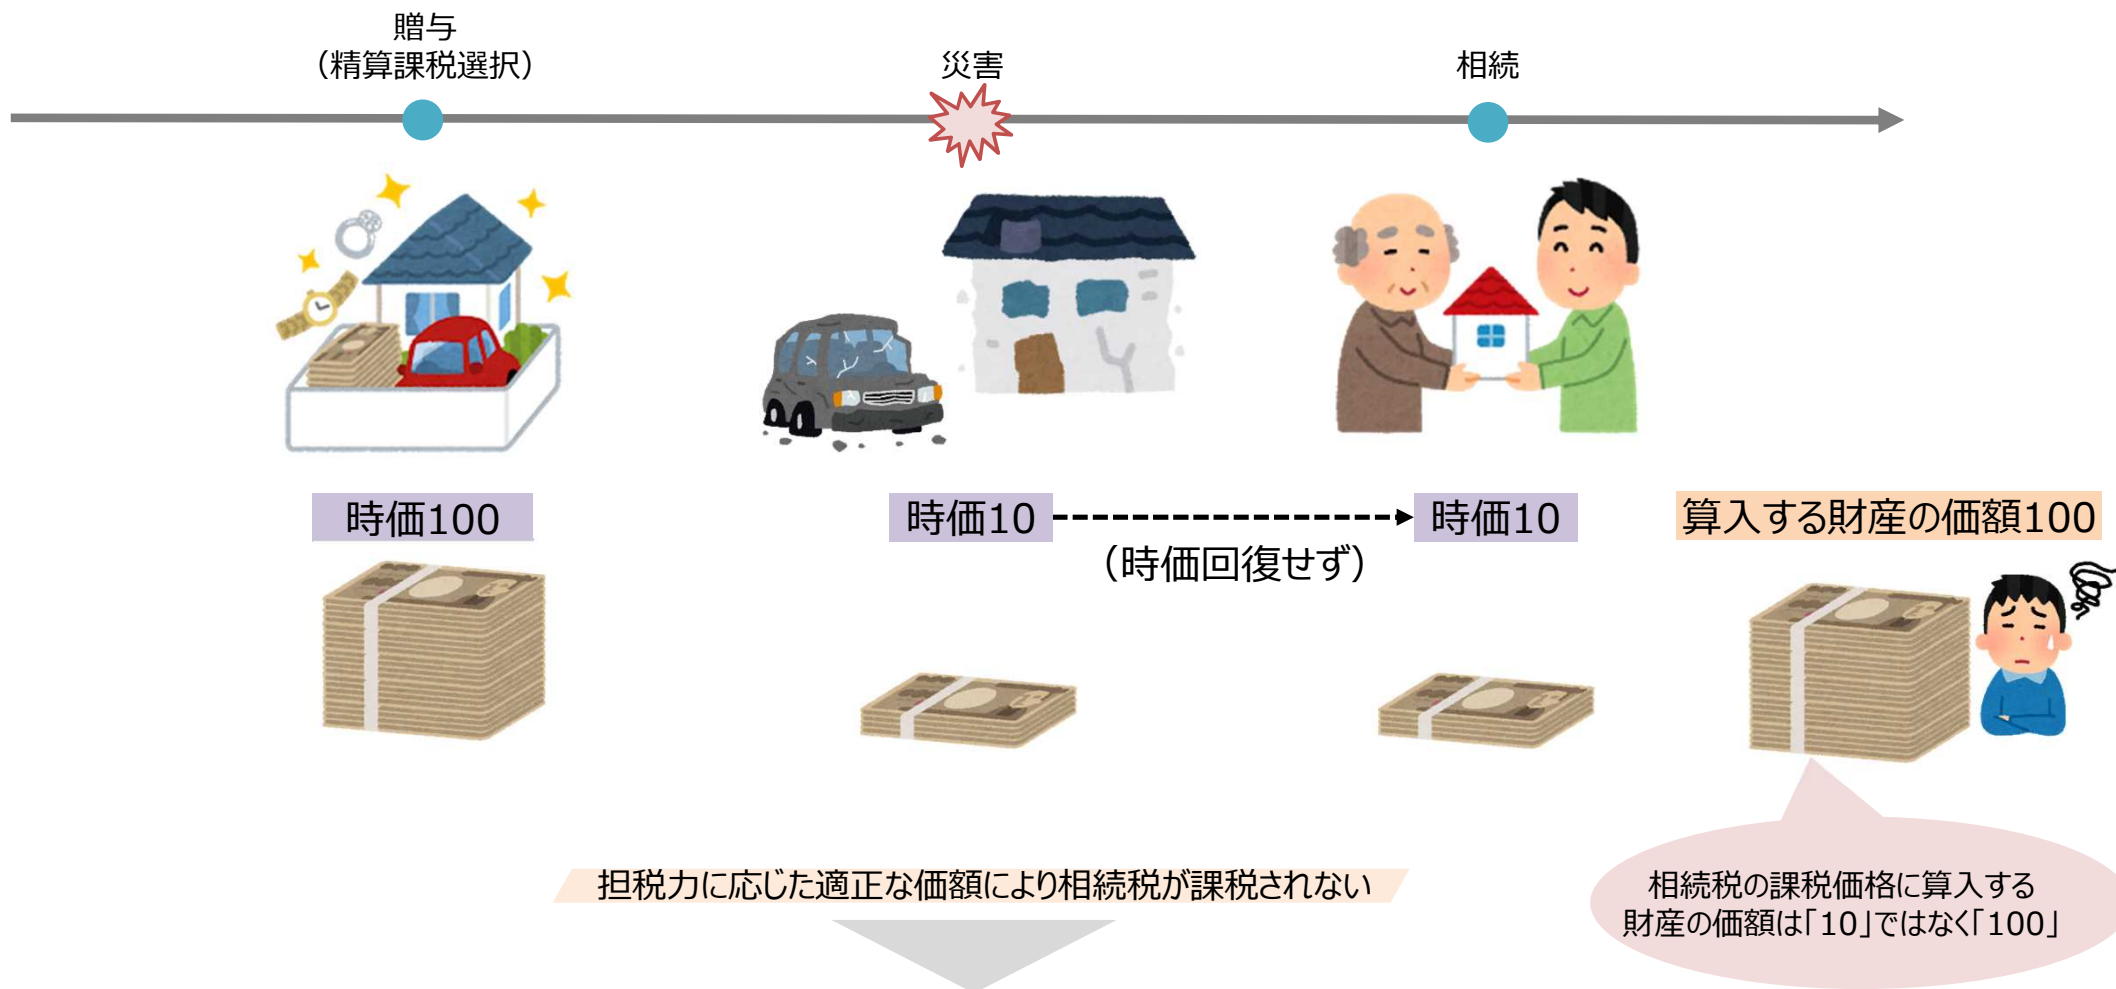 贈与
（精算課税選択）
災害
相続
時価100
時価10
時価10
算入する財産の価額100
（時価回復せず）
担税力に応じた適正な価額により相続税が課税されない
相続税の課税価格に算入する
財産の価額は「10」ではなく「100」